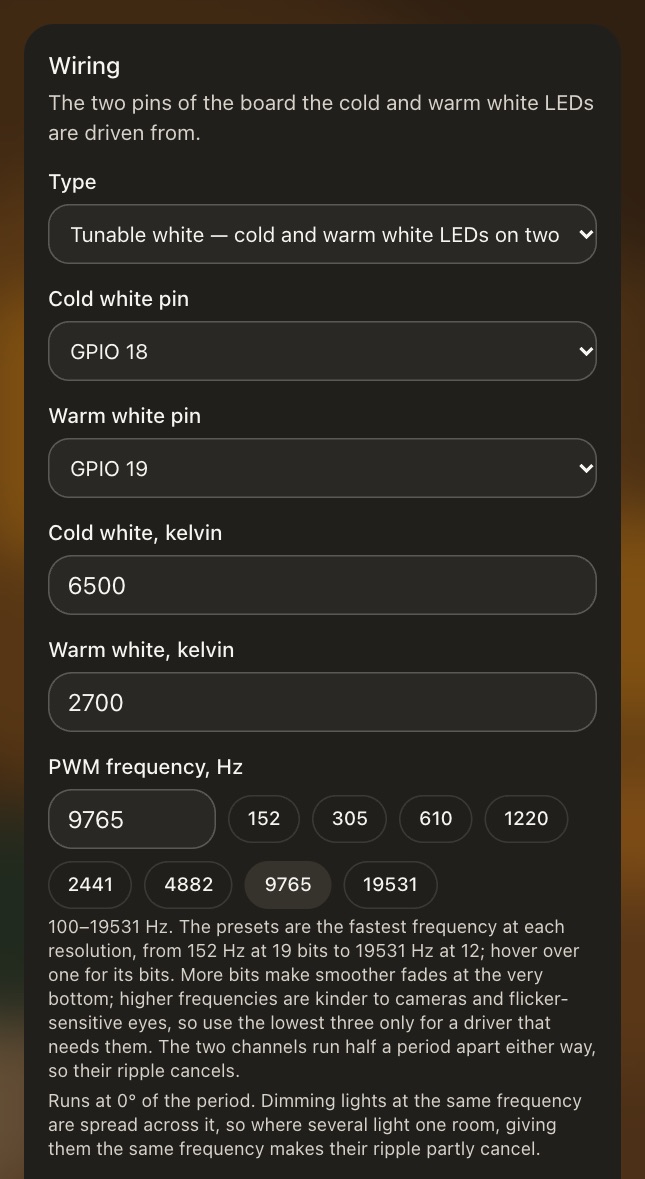 Wiring
The two pins of the board the cold and warm white LEDs
are driven from.
Type
Tunable white — cold and warm white LEDs on two
Cold white pin
GPIO 18
Warm white pin
GPIO 19
Cold white, kelvin
6500
Warm white, kelvin
2700
PWM frequency, Hz
9765 152 305 610 1220
2441 4882 9765 19531
100–19531 Hz. The presets are the fastest frequency at each
resolution, from 152 Hz at 19 bits to 19531 Hz at 12; hover over
one for its bits. More bits make smoother fades at the very
bottom; higher frequencies are kinder to cameras and flicker-
sensitive eyes, so use the lowest three only for a driver that
needs them. The two channels run half a period apart either way,
so their ripple cancels.
Runs at 0° of the period. Dimming lights at the same frequency
are spread across it, so where several light one room, giving
them the same frequency makes their ripple partly cancel.